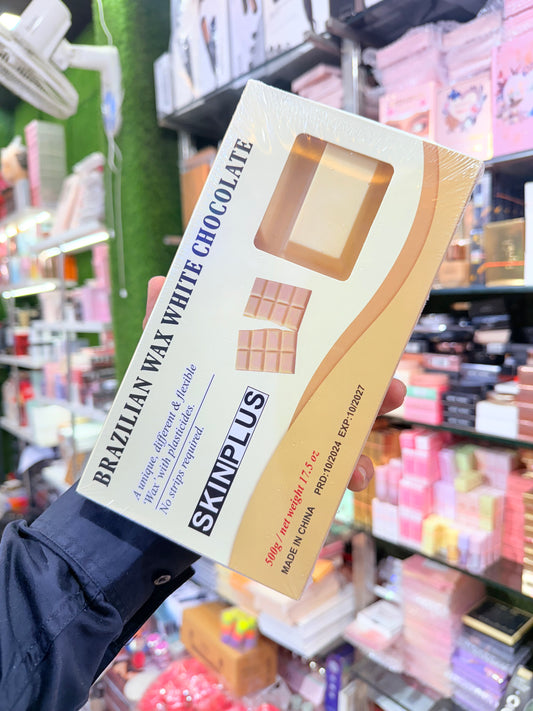 BRAZILIAN WAX WHITE CHOCOLATE
A unique, different & flexible
'Wax' with plasticides.
No strips required.
SKINPLUS
500g / net weight 17.5 oz
MADE IN CHINA PRD:10/2024 EXP:10/2027